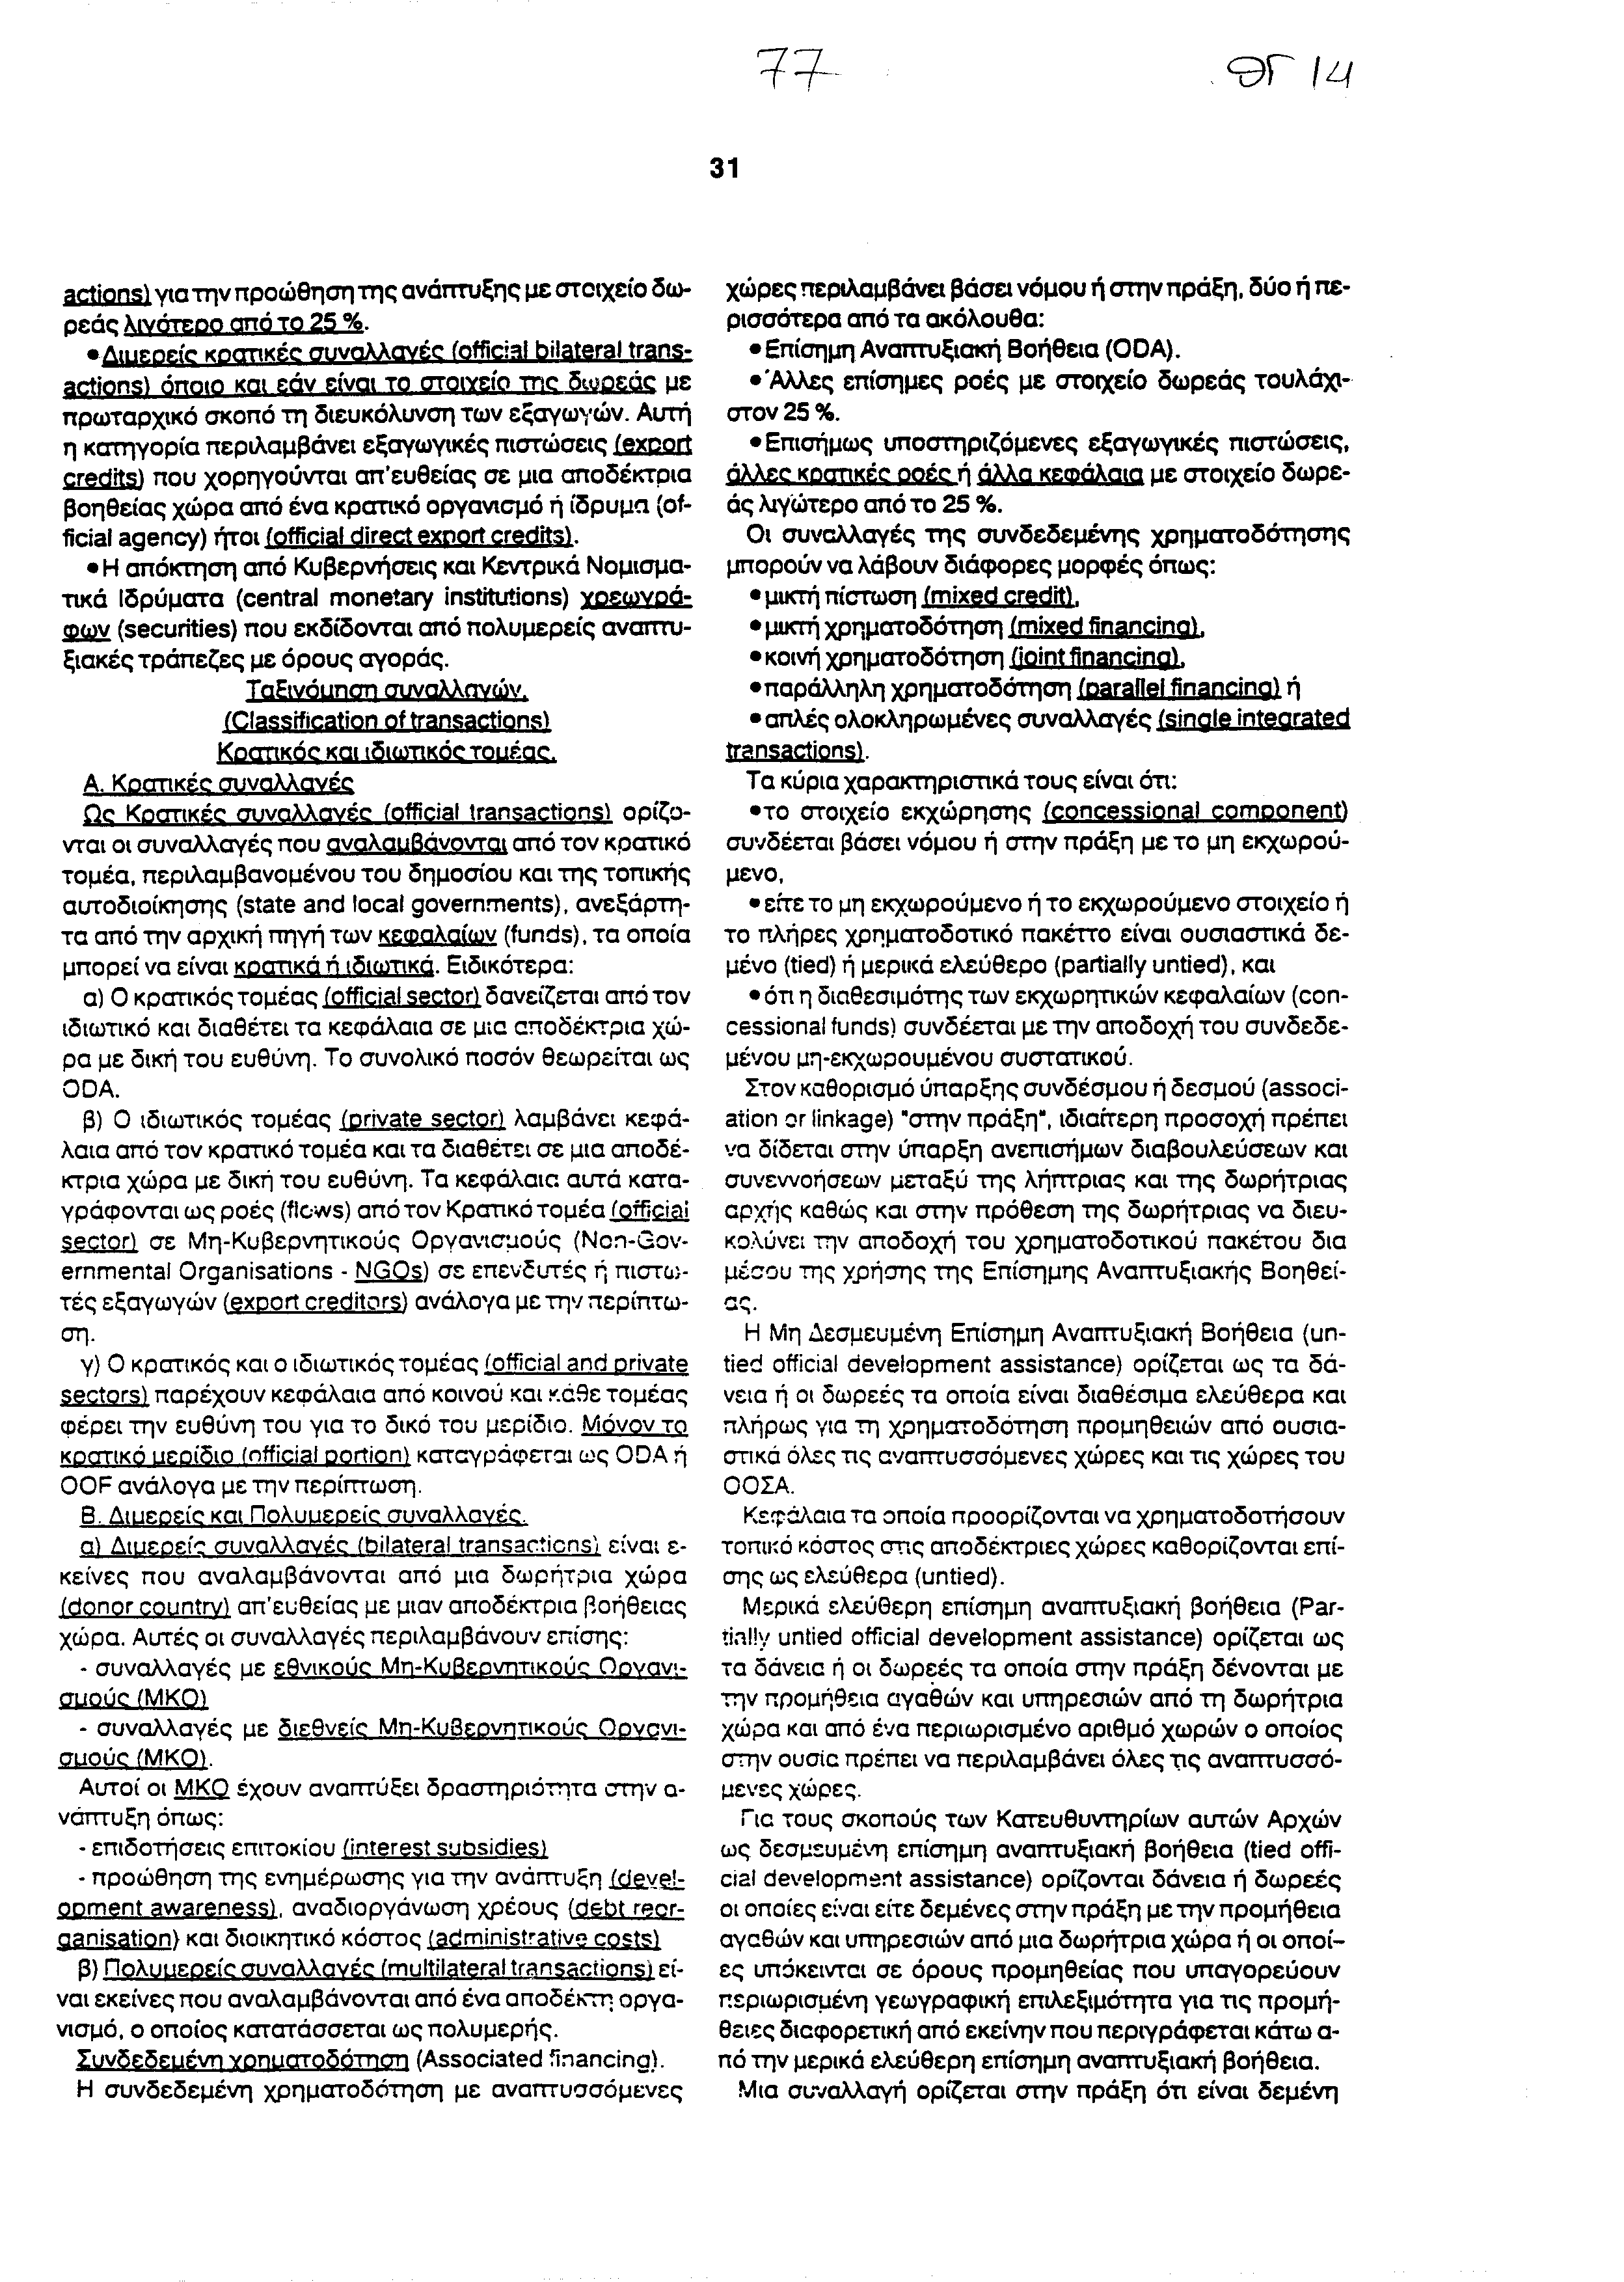 77
ΘΓ 14
31
actions) για την προώθηση της ανάπτυξης με στοιχείο δω-
ρεάς λιγότερο από το 25 %.
• Διμερείς κρατικές συναλλαγές (official bilateral trans-
actions) όποιο και εάν είναι το στοιχείο της δωρεάς με
πρωταρχικό σκοπό τη διευκόλυνση των εξαγωγών. Αυτή
η κατηγορία περιλαμβάνει εξαγωγικές πιστώσεις (export
credits) που χορηγούνται απ' ευθείας σε μια αποδέκτρια
βοηθείας χώρα από ένα κρατικό οργανισμό ή ίδρυμα (of-
ficial agency) ήτοι (official direct export credits).
• Η απόκτηση από Κυβερνήσεις και Κεντρικά Νομισμα-
τικά Ιδρύματα (central monetary institutions) χρεωγρά-
φων (securities) που εκδίδονται από πολυμερείς αναπτυ-
ξιακές τράπεζες με όρους αγοράς.
Ταξινόμηση συναλλαγών.
(Classification of transactions)
Κρατικός και ιδιωτικός τομέας.
Α. Κρατικές συναλλαγές
Ως Κρατικές συναλλαγές (official transactions) ορίζο-
νται οι συναλλαγές που αναλαμβάνονται από τον κρατικό
τομέα, περιλαμβανομένου του δημοσίου και της τοπικής
αυτοδιοίκησης (state and local governments), ανεξάρτη-
τα από την αρχική πηγή των κεφαλαίων (funds), τα οποία
μπορεί να είναι κρατικά ή ιδιωτικά. Ειδικότερα:
α) Ο κρατικός τομέας (official sector) δανείζεται από τον
ιδιωτικό και διαθέτει τα κεφάλαια σε μια αποδέκτρια χώ-
ρα με δική του ευθύνη. Το συνολικό ποσόν θεωρείται ως
ODA.
β) Ο ιδιωτικός τομέας (private sector) λαμβάνει κεφά-
λαια από τον κρατικό τομέα και τα διαθέτει σε μια αποδέ-
κτρια χώρα με δική του ευθύνη. Τα κεφάλαια αυτά κατα-
γράφονται ως ροές (flows) από τον Κρατικό τομέα (official
sector) σε Μη-Κυβερνητικούς Οργανισμούς (Non-Gov-
ernmental Organisations - NGOs) σε επενδυτές ή πιστω-
τές εξαγωγών (export creditors) ανάλογα με την περίπτω-
ση.
γ) Ο κρατικός και ο ιδιωτικός τομέας (official and private
sectors) παρέχουν κεφάλαια από κοινού και κάθε τομέας
φέρει την ευθύνη του για το δικό του μερίδιο. Μόνον το
κρατικό μερίδιο (official portion) καταγράφεται ως ODA ή
OOF ανάλογα με την περίπτωση.
Β. Διμερείς και Πολυμερείς συναλλαγές.
α) Διμερείς συναλλαγές (bilateral transactions) είναι ε-
κείνες που αναλαμβάνονται από μια δωρήτρια χώρα
(donor country) απ' ευθείας με μιαν αποδέκτρια βοήθειας
χώρα. Αυτές οι συναλλαγές περιλαμβάνουν επίσης:
- συναλλαγές με εθνικούς Μη-Κυβερνητικούς Οργανι-
σμούς (ΜΚΟ)
- συναλλαγές με διεθνείς Μη-Κυβερνητικούς Οργανι-
σμούς (ΜΚΟ).
Αυτοί οι ΜΚΟ έχουν αναπτύξει δραστηριότητα στην α-
νάπτυξη όπως:
- επιδοτήσεις επιτοκίου (interest subsidies)
- προώθηση της ενημέρωσης για την ανάπτυξη (devel-
opment awareness), αναδιοργάνωση χρέους (debt reor-
ganisation) και διοικητικό κόστος (administrative costs)
β) Πολυμερείς συναλλαγές (multilateral transactions) εί-
ναι εκείνες που αναλαμβάνονται από ένα αποδέκτη οργα-
νισμό, ο οποίος κατατάσσεται ως πολυμερής.
Συνδεδεμένη χρηματοδότηση (Associated financing).
Η συνδεδεμένη χρηματοδότηση με αναπτυσσόμενες
χώρες περιλαμβάνει βάσει νόμου ή στην πράξη, δύο ή πε-
ρισσότερα από τα ακόλουθα:
• Επίσημη Αναπτυξιακή Βοήθεια (ODA).
• Άλλες επίσημες ροές με στοιχείο δωρεάς τουλάχι-
στον 25 %.
• Επισήμως υποστηριζόμενες εξαγωγικές πιστώσεις,
άλλες κρατικές ροές ή άλλα κεφάλαια με στοιχείο δωρε-
άς λιγώτερο από το 25 %.
Οι συναλλαγές της συνδεδεμένης χρηματοδότησης
μπορούν να λάβουν διάφορες μορφές όπως:
• μικτή πίστωση (mixed credit),
• μικτή χρηματοδότηση (mixed financing),
• κοινή χρηματοδότηση (joint financing),
• παράλληλη χρηματοδότηση (parallel financing) ή
• απλές ολοκληρωμένες συναλλαγές (single integrated
transactions).
Τα κύρια χαρακτηριστικά τους είναι ότι:
• το στοιχείο εκχώρησης (concessional component)
συνδέεται βάσει νόμου ή στην πράξη με το μη εκχωρού-
μενο,
• είτε το μη εκχωρούμενο ή το εκχωρούμενο στοιχείο ή
το πλήρες χρηματοδοτικό πακέττο είναι ουσιαστικά δε-
μένο (tied) ή μερικά ελεύθερο (partially untied), και
• ότι η διαθεσιμότης των εκχωρητικών κεφαλαίων (con-
cessional funds) συνδέεται με την αποδοχή του συνδεδε-
μένου μη-εκχωρουμένου συστατικού.
Στον καθορισμό ύπαρξης συνδέσμου ή δεσμού (associ-
ation or linkage) "στην πράξη", ιδιαίτερη προσοχή πρέπει
να δίδεται στην ύπαρξη ανεπισήμων διαβουλεύσεων και
συνεννοήσεων μεταξύ της λήπτριας και της δωρήτριας
αρχής καθώς και στην πρόθεση της δωρήτριας να διευ-
κολύνει την αποδοχή του χρηματοδοτικού πακέτου δια
μέσου της χρήσης της Επίσημης Αναπτυξιακής Βοηθεί-
ας.
Η Μη Δεσμευμένη Επίσημη Αναπτυξιακή Βοήθεια (un-
tied official development assistance) ορίζεται ως τα δά-
νεια ή οι δωρεές τα οποία είναι διαθέσιμα ελεύθερα και
πλήρως για τη χρηματοδότηση προμηθειών από ουσια-
στικά όλες τις αναπτυσσόμενες χώρες και τις χώρες του
ΟΟΣΑ.
Κεφάλαια τα οποία προορίζονται να χρηματοδοτήσουν
τοπικό κόστος στις αποδέκτριες χώρες καθορίζονται επί-
σης ως ελεύθερα (untied).
Μερικά ελεύθερη επίσημη αναπτυξιακή βοήθεια (Par-
tially untied official development assistance) ορίζεται ως
τα δάνεια ή οι δωρεές τα οποία στην πράξη δένονται με
την προμήθεια αγαθών και υπηρεσιών από τη δωρήτρια
χώρα και από ένα περιωρισμένο αριθμό χωρών ο οποίος
στην ουσία πρέπει να περιλαμβάνει όλες τις αναπτυσσό-
μενες χώρες.
Για τους σκοπούς των Κατευθυντηρίων αυτών Αρχών
ως δεσμευμένη επίσημη αναπτυξιακή βοήθεια (tied offi-
cial development assistance) ορίζονται δάνεια ή δωρεές
οι οποίες είναι είτε δεμένες στην πράξη με την προμήθεια
αγαθών και υπηρεσιών από μια δωρήτρια χώρα ή οι οποί-
ες υπόκεινται σε όρους προμηθείας που υπαγορεύουν
περιωρισμένη γεωγραφική επιλεξιμότητα για τις προμή-
θειες διαφορετική από εκείνην που περιγράφεται κάτω α-
πό την μερικά ελεύθερη επίσημη αναπτυξιακή βοήθεια.
Μια συναλλαγή ορίζεται στην πράξη ότι είναι δεμένη